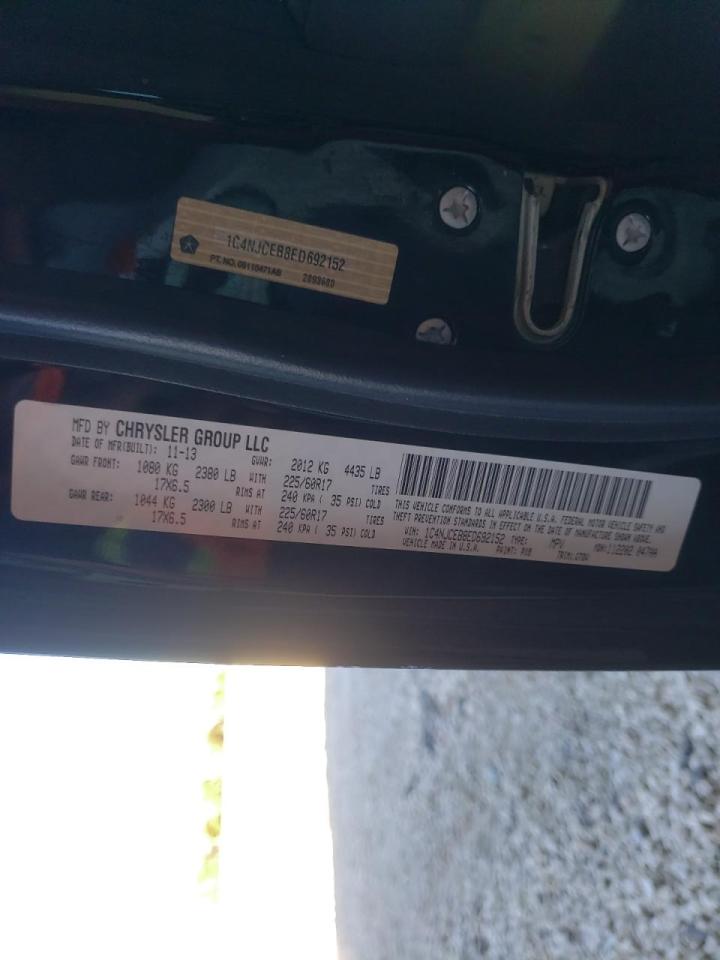 1C4NJCEB8ED692152
PT. NO. 05115471AB 2893680
MFD BY CHRYSLER GROUP LLC
DATE OF MFR(BUILT): 11-13 GVWR: 2012 KG 4435 LB
GAWR FRONT: 1080 KG 2380 LB WITH 225/60R17 TIRES
17X6.5 RIMS AT 240 KPA ( 35 PSI) COLD
GAWR REAR: 1044 KG 2300 LB WITH 225/60R17 TIRES
17X6.5 RIMS AT 240 KPA ( 35 PSI) COLD
THIS VEHICLE CONFORMS TO ALL APPLICABLE U.S.A. FEDERAL MOTOR VEHICLE SAFETY AND
THEFT PREVENTION STANDARDS IN EFFECT ON THE DATE OF MANUFACTURE SHOWN ABOVE.
VIN: 1C4NJCEB8ED692152 TYPE: MPV
VEHICLE MADE IN U.S.A. PAINT: TRIM: